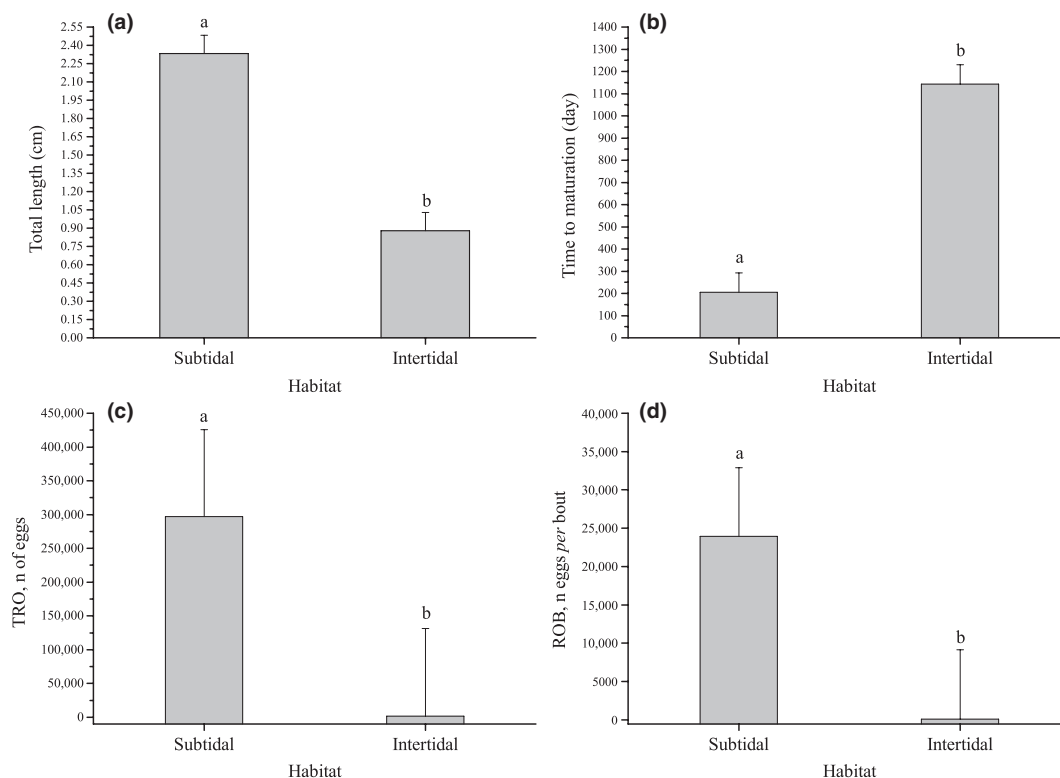 (a)
a
b
2.55
2.40
2.25
2.10
1.95
1.80
1.65
1.50
1.35
1.20
1.05
0.90
0.75
0.60
0.45
0.30
0.15
0.00
Total length (cm)
Subtidal Intertidal
Habitat
(b)
a
b
1400
1300
1200
1100
1000
900
800
700
600
500
400
300
200
100
0
Time to maturation (day)
Subtidal Intertidal
Habitat
(c)
a
b
450,000
400,000
350,000
300,000
250,000
200,000
150,000
100,000
50,000
0
TRO, n of eggs
Subtidal Intertidal
Habitat
(d)
a
b
40,000
35,000
30,000
25,000
20,000
15,000
10,000
5000
0
ROB, n eggs per bout
Subtidal Intertidal
Habitat